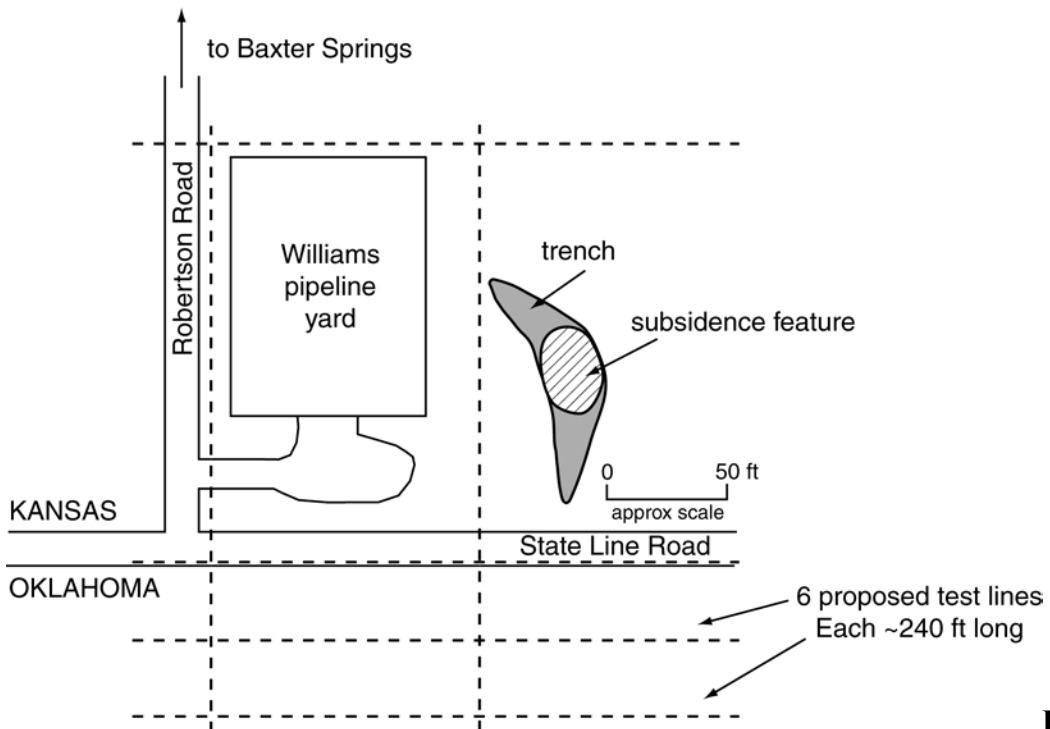 to Baxter Springs
Robertson Road
Williams
pipeline
yard
trench
subsidence feature
0 50 ft
approx scale
KANSAS
State Line Road
OKLAHOMA
6 proposed test lines
Each ~240 ft long